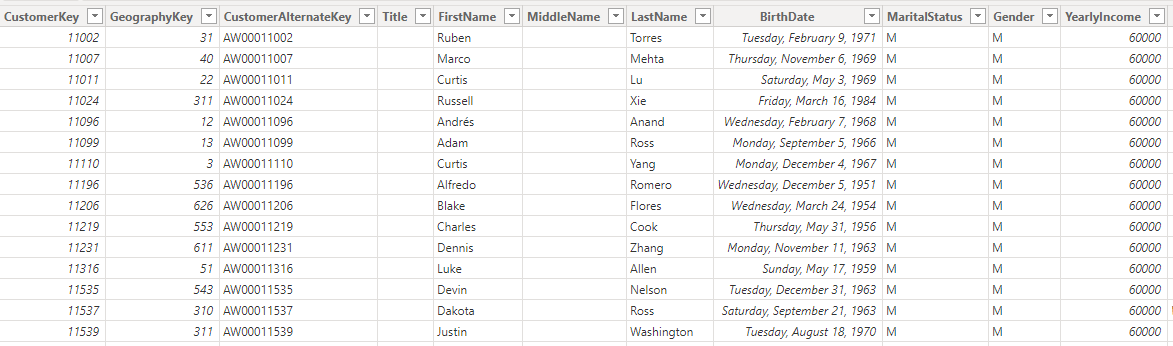 CustomerKey GeographyKey CustomerAlternateKey Title FirstName MiddleName LastName BirthDate MaritalStatus Gender YearlyIncome
11002 31 AW00011002 Ruben Torres Tuesday, February 9, 1971 M M 60000
11007 40 AW00011007 Marco Mehta Thursday, November 6, 1969 M M 60000
11011 22 AW00011011 Curtis Lu Saturday, May 3, 1969 M M 60000
11024 311 AW00011024 Russell Xie Friday, March 16, 1984 M M 60000
11096 12 AW00011096 Andrés Anand Wednesday, February 7, 1968 M M 60000
11099 13 AW00011099 Adam Ross Monday, September 5, 1966 M M 60000
11110 3 AW00011110 Curtis Yang Monday, December 4, 1967 M M 60000
11196 536 AW00011196 Alfredo Romero Wednesday, December 5, 1951 M M 60000
11206 626 AW00011206 Blake Flores Wednesday, March 24, 1954 M M 60000
11219 553 AW00011219 Charles Cook Thursday, May 31, 1956 M M 60000
11231 611 AW00011231 Dennis Zhang Monday, November 11, 1963 M M 60000
11316 51 AW00011316 Luke Allen Sunday, May 17, 1959 M M 60000
11535 543 AW00011535 Devin Nelson Tuesday, December 31, 1963 M M 60000
11537 310 AW00011537 Dakota Ross Saturday, September 21, 1963 M M 60000
11539 311 AW00011539 Justin Washington Tuesday, August 18, 1970 M M 60000